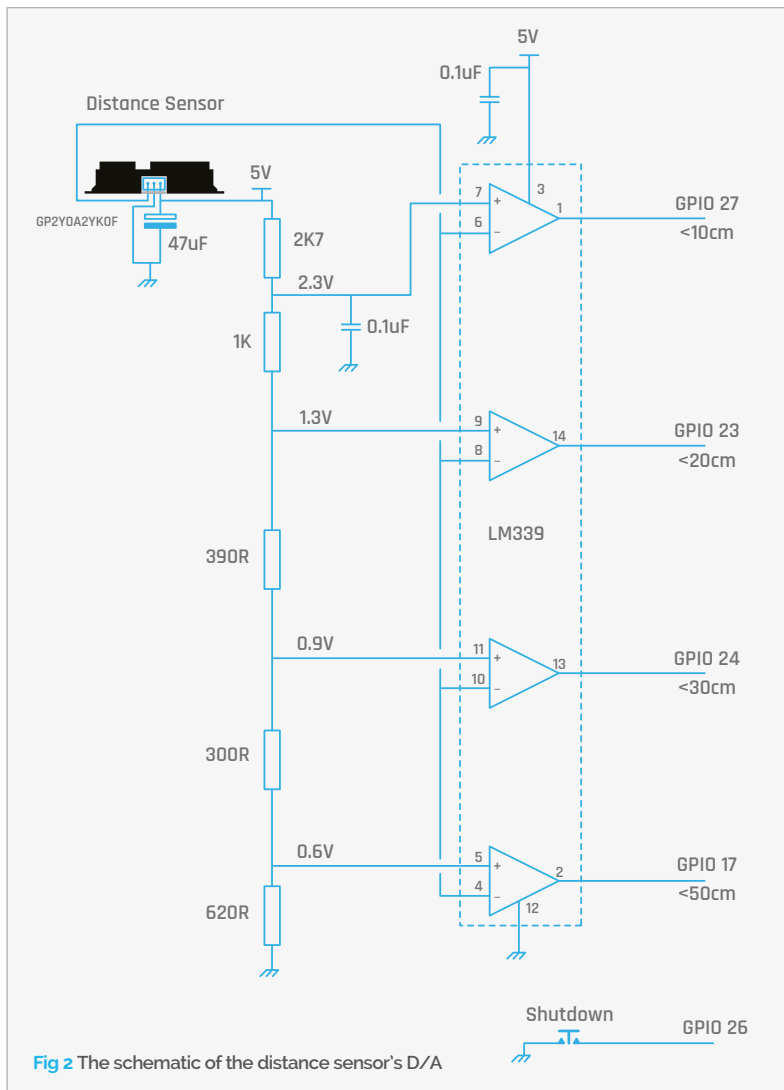 5V
0.1uF
Distance Sensor
5V
GP2Y0A2YK0F
47uF
2K7
2.3V
0.1uF
1K
7
+
6
−
3
1
GPIO 27
<10cm
1.3V
9
+
8
−
14
GPIO 23
<20cm
LM339
390R
0.9V
11
+
10
−
13
GPIO 24
<30cm
300R
0.6V
5
+
4
−
2
12
GPIO 17
<50cm
620R
Shutdown
GPIO 26
Fig 2 The schematic of the distance sensor's D/A